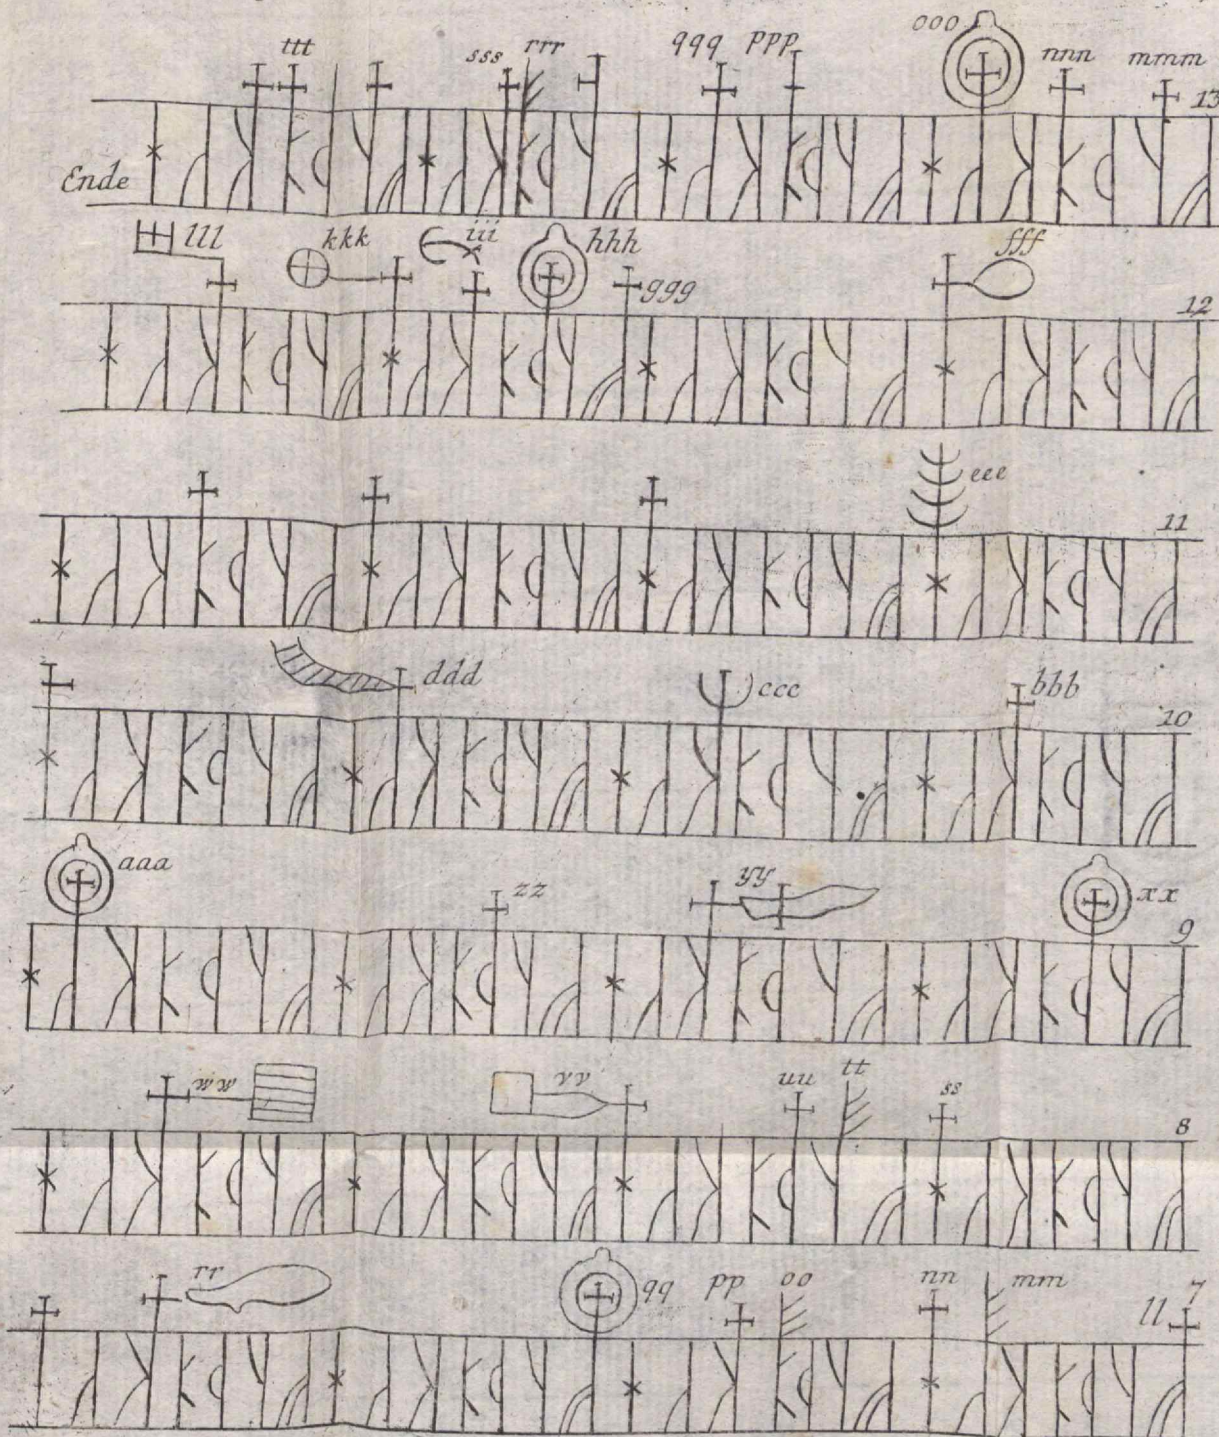 ttt sss rrr qqq ppp ooo nnn mmm 13
Ende
lll kkk iii hhh ggg fff 12
eee 11
ddd ccc bbb 10
aaa zz yy xx 9
ww vv uu tt ss 8
rr qq pp oo nn mm ll 7